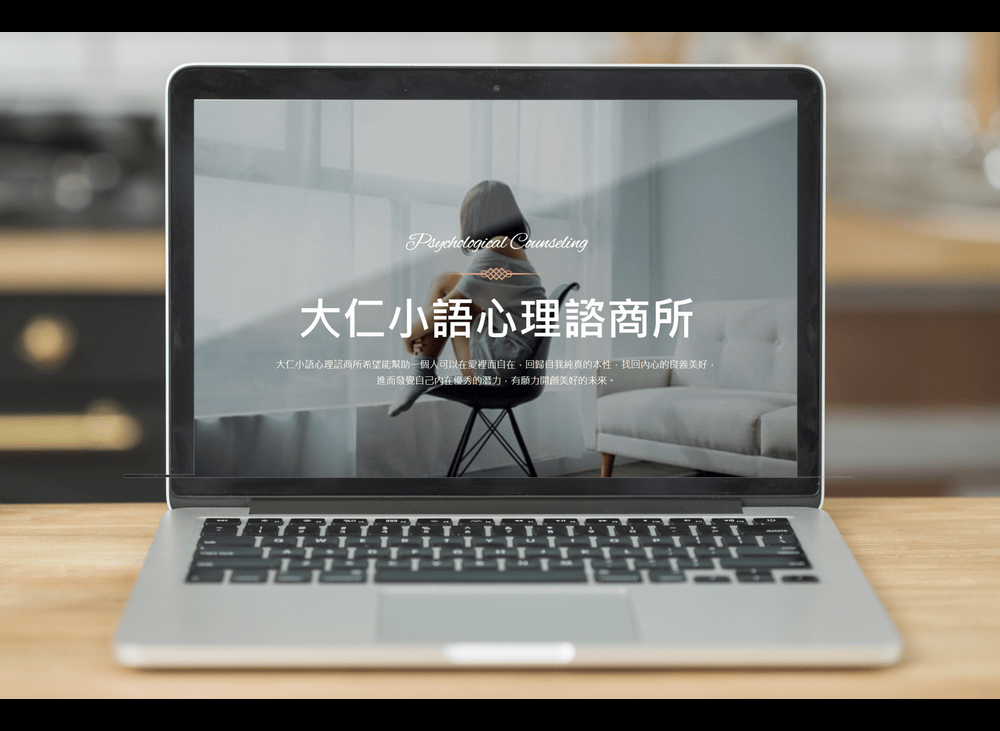 Psychological Counseling
大仁小語心理諮商所
大仁小語心理諮商所希望能幫助一個人可以在愛裡面自在，回歸自我純真的本性，找回內心的良善美好，
進而發覺自己內在優秀的潛力，有願力開創美好的未來。
delete